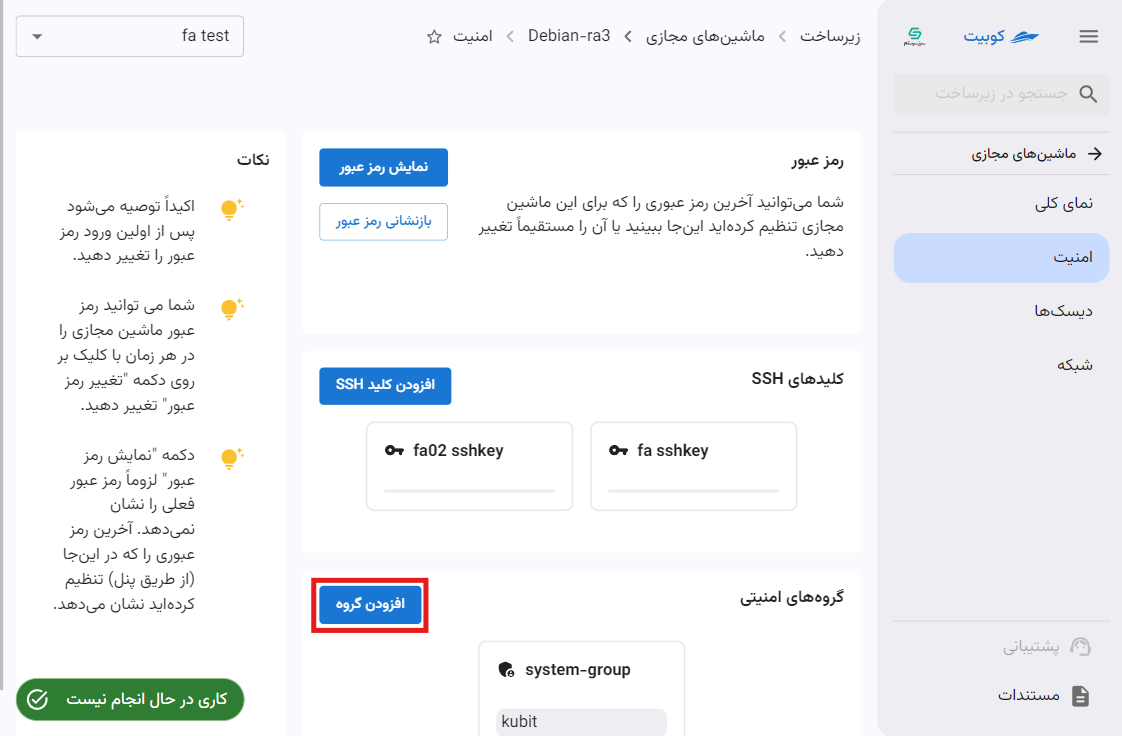 کوبیت
جستجو در زیرساخت
ماشین‌های مجازی
نمای کلی
امنیت
دیسک‌ها
شبکه
پشتیبانی
مستندات
زیرساخت
ماشین‌های مجازی
Debian-ra3
امنیت
fa test
رمز عبور
شما می‌توانید آخرین رمز عبوری را که برای این ماشین
مجازی تنظیم کرده‌اید این‌جا ببینید یا آن را مستقیماً تغییر
دهید.
نمایش رمز عبور
بازنشانی رمز عبور
کلیدهای SSH
افزودن کلید SSH
fa sshkey
fa02 sshkey
گروه‌های امنیتی
افزودن گروه
system-group
kubit
نکات
اکیداً توصیه می‌شود
پس از اولین ورود رمز
عبور را تغییر دهید.
شما می توانید رمز
عبور ماشین مجازی را
در هر زمان با کلیک بر
روی دکمه "تغییر رمز
عبور" تغییر دهید.
دکمه "نمایش رمز
عبور" لزوماً رمز عبور
فعلی را نشان
نمی‌دهد. آخرین رمز
عبوری را که در این‌جا
(از طریق پنل) تنظیم
کرده‌اید نشان می‌دهد.
کاری در حال انجام نیست